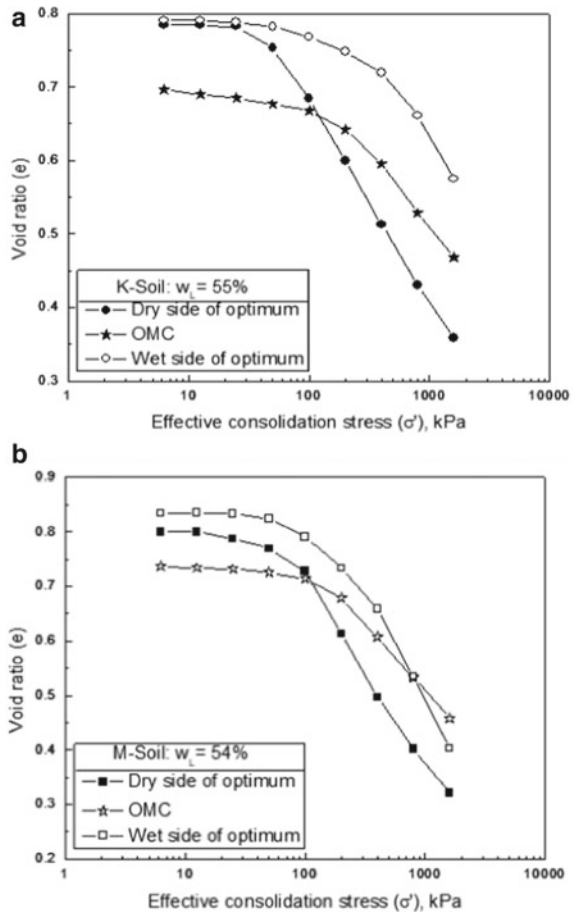 a
0.8
0.7
0.6
0.5
0.4
0.3
Void ratio (e)
K-Soil: wL = 55%
Dry side of optimum
OMC
Wet side of optimum
1 10 100 1000 10000
Effective consolidation stress (σ'), kPa
b
0.9
0.8
0.7
0.6
0.5
0.4
0.3
0.2
Void ratio (e)
M-Soil: wL = 54%
Dry side of optimum
OMC
Wet side of optimum
1 10 100 1000 10000
Effective consolidation stress (σ'), kPa